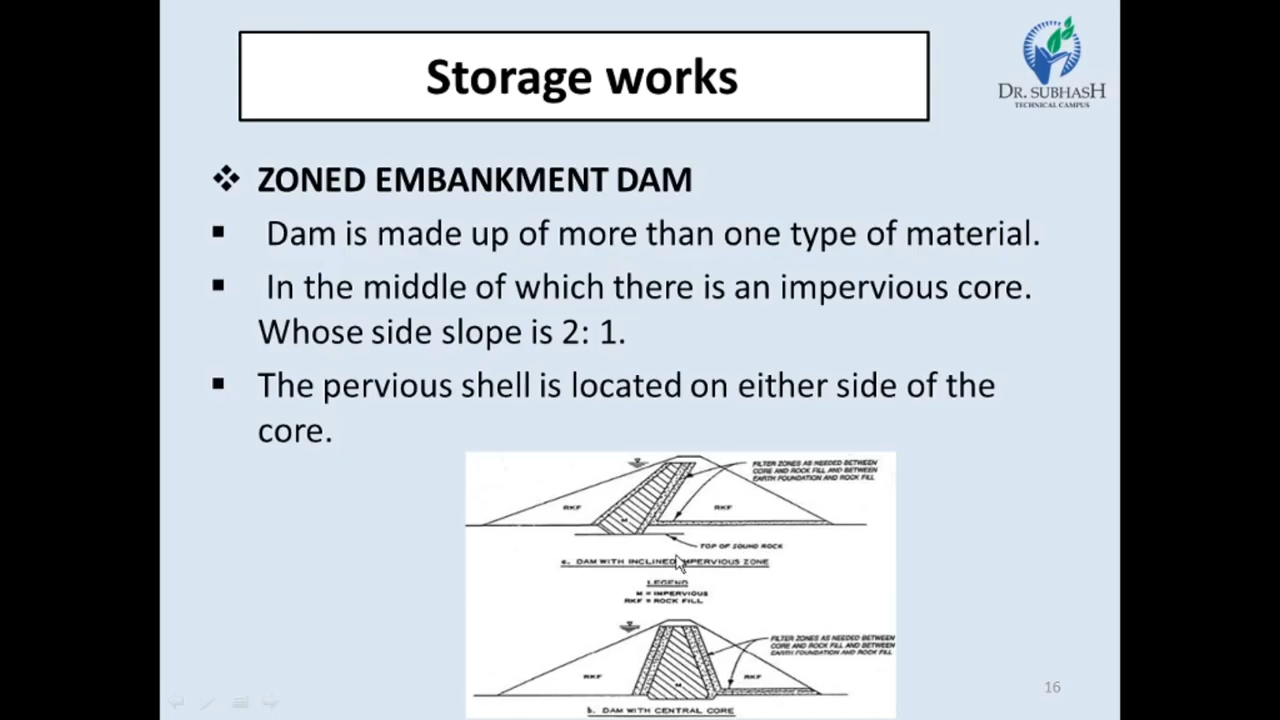 Storage works
DR. SUBHASH
TECHNICAL CAMPUS
❖ ZONED EMBANKMENT DAM
▪ Dam is made up of more than one type of material.
▪ In the middle of which there is an impervious core.
Whose side slope is 2: 1.
▪ The pervious shell is located on either side of the
core.
FILTER ZONES AS NEEDED BETWEEN
CORE AND ROCK FILL AND BETWEEN
EARTH FOUNDATION AND ROCK FILL
RKF
RKF
M
TOP OF SOUND ROCK
a. DAM WITH INCLINED IMPERVIOUS ZONE
LEGEND
M = IMPERVIOUS
RKF = ROCK FILL
FILTER ZONES AS NEEDED BETWEEN
CORE AND ROCK FILL AND BETWEEN
EARTH FOUNDATION AND ROCK FILL
RKF
RKF
M
b. DAM WITH CENTRAL CORE
16